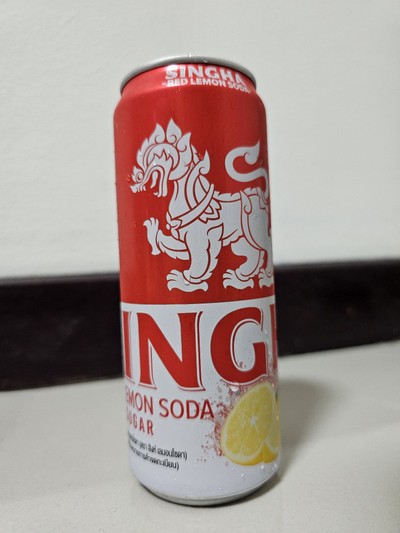 SINGHA
RED LEMON SODA
INGH
EMON SODA
UGAR